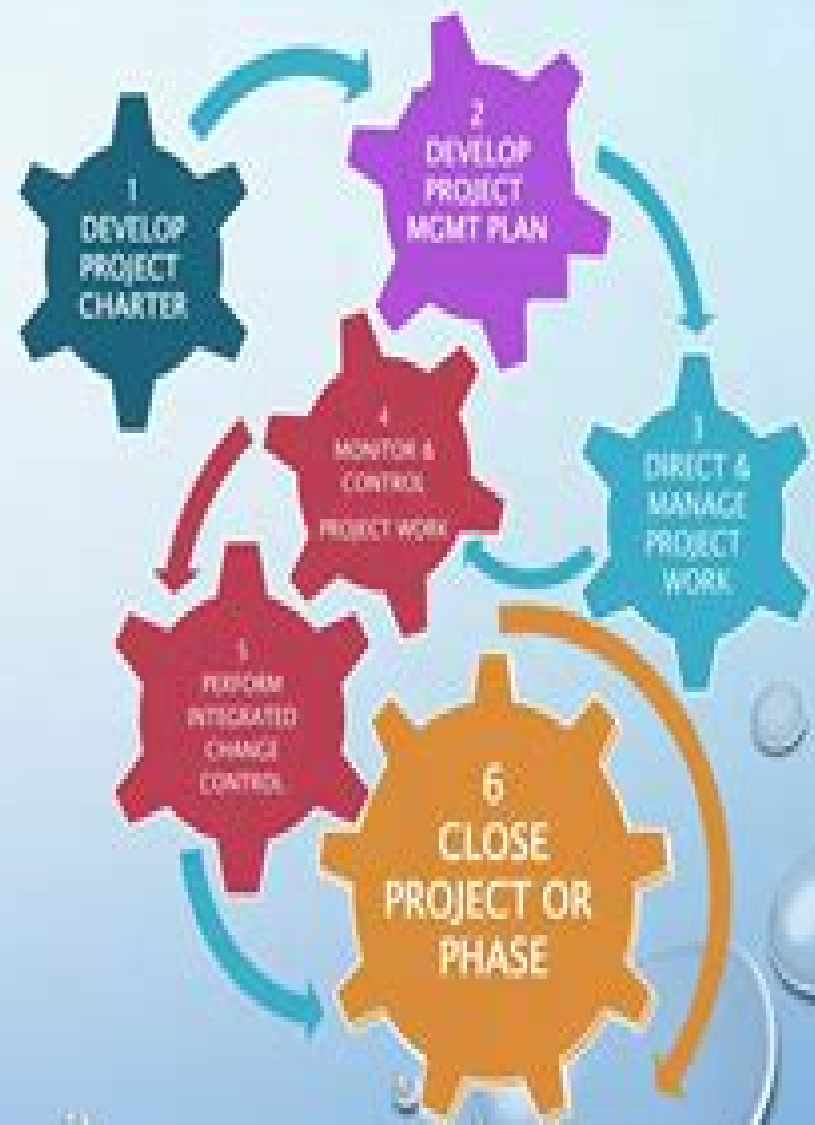 1
DEVELOP
PROJECT
CHARTER
2
DEVELOP
PROJECT
MGMT PLAN
3
DIRECT &
MANAGE
PROJECT
WORK
4
MONITOR &
CONTROL
PROJECT WORK
5
PERFORM
INTEGRATED
CHANGE
CONTROL
6
CLOSE
PROJECT OR
PHASE